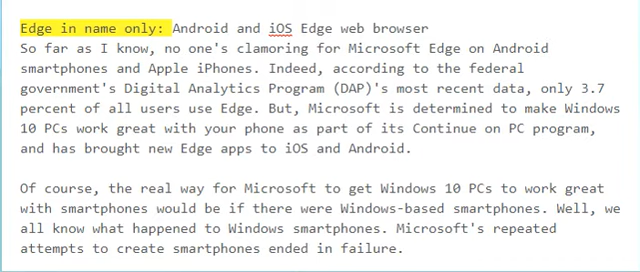 Edge in name only: Android and iOS Edge web browser
So far as I know, no one's clamoring for Microsoft Edge on Android
smartphones and Apple iPhones. Indeed, according to the federal
government's Digital Analytics Program (DAP)'s most recent data, only 3.7
percent of all users use Edge. But, Microsoft is determined to make Windows
10 PCs work great with your phone as part of its Continue on PC program,
and has brought new Edge apps to iOS and Android.
Of course, the real way for Microsoft to get Windows 10 PCs to work great
with smartphones would be if there were Windows-based smartphones. Well, we
all know what happened to Windows smartphones. Microsoft's repeated
attempts to create smartphones ended in failure.